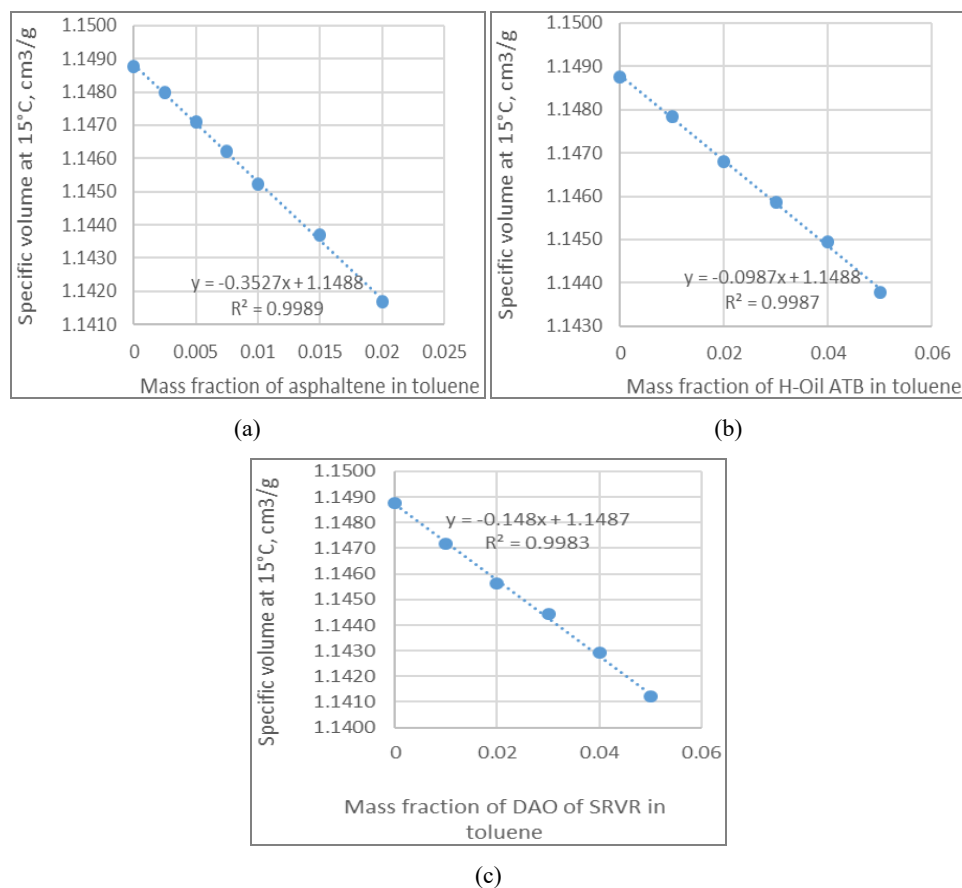 Specific volume at 15°C, cm3/g
1.1500
1.1490
1.1480
1.1470
1.1460
1.1450
1.1440
1.1430
1.1420
1.1410
y = -0.3527x + 1.1488
R² = 0.9989
0 0.005 0.01 0.015 0.02 0.025
Mass fraction of asphaltene in toluene
(a)
Specific volume at 15°C, cm3/g
1.1500
1.1490
1.1480
1.1470
1.1460
1.1450
1.1440
1.1430
y = -0.0987x + 1.1488
R² = 0.9987
0 0.02 0.04 0.06
Mass fraction of H-Oil ATB in toluene
(b)
Specific volume at 15°C, cm3/g
1.1500
1.1490
1.1480
1.1470
1.1460
1.1450
1.1440
1.1430
1.1420
1.1410
1.1400
y = -0.148x + 1.1487
R² = 0.9983
0 0.02 0.04 0.06
Mass fraction of DAO of SRVR in
toluene
(c)